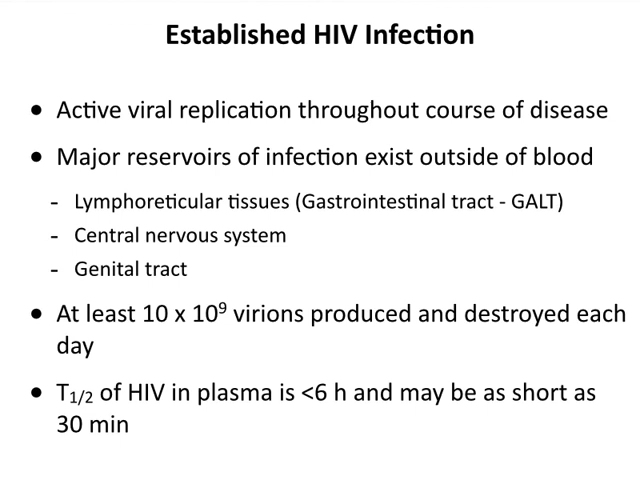 Established HIV Infection
• Active viral replication throughout course of disease
• Major reservoirs of infection exist outside of blood
- Lymphoreticular tissues (Gastrointestinal tract - GALT)
- Central nervous system
- Genital tract
• At least 10 x 10⁹ virions produced and destroyed each
day
• T₁/₂ of HIV in plasma is <6 h and may be as short as
30 min